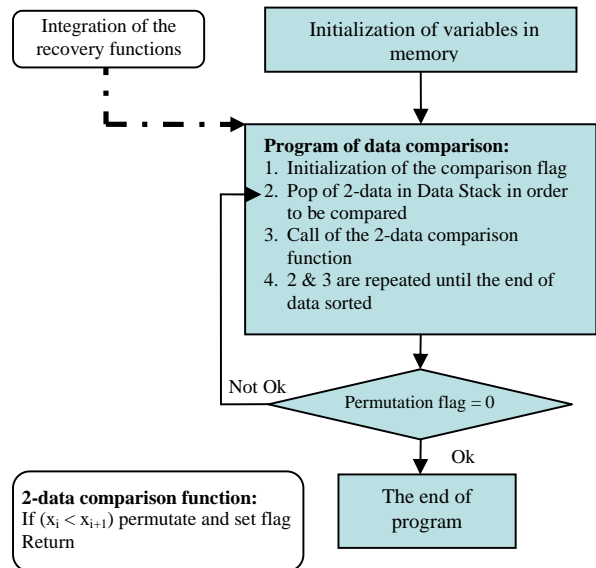 Integration of the
recovery functions
Initialization of variables in
memory
Program of data comparison:
1. Initialization of the comparison flag
2. Pop of 2-data in Data Stack in order
to be compared
3. Call of the 2-data comparison
function
4. 2 & 3 are repeated until the end of
data sorted
Not Ok
Permutation flag = 0
Ok
The end of
program
2-data comparison function:
If (xᵢ < xᵢ₊₁) permutate and set flag
Return